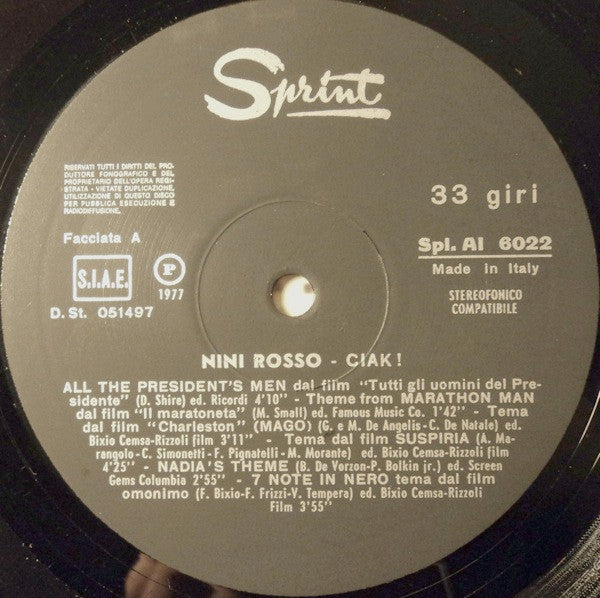 Sprint
RISERVATI TUTTI I DIRITTI DEL PRO-
DUTTORE FONOGRAFICO E DEL
PROPRIETARIO DELL'OPERA REGI-
STRATA - VIETATE DUPLICAZIONE,
UTILIZZAZIONE DI QUESTO DISCO
PER PUBBLICA ESECUZIONE E
RADIODIFFUSIONE.
33 giri
Facciata A
Spl. Al 6022
Made in Italy
S.I.A.E.
P
1977
STEREOFONICO
COMPATIBILE
D. St. 051497
NINI ROSSO - CIAK!
ALL THE PRESIDENT'S MEN dal film "Tutti gli uomini del Pre-
sidente" (D. Shire) ed. Ricordi 4'10" - Theme from MARATHON MAN
dal film "Il maratoneta" (M. Small) ed. Famous Music Co. 1'42" - Tema
dal film "Charleston" (MAGO) (G. e M. De Angelis-C. De Natale) ed.
Bixio Cemsa-Rizzoli film 3'11" - Tema dal film SUSPIRIA (A. Ma-
rangolo-C. Simonetti - F. Pignatelli - M. Morante) ed. Bixio Cemsa-Rizzoli film
4'25" - NADIA'S THEME (B. De Vorzon-P. Bolkin jr.) ed. Screen
Gems Columbia 2'55" - 7 NOTE IN NERO tema dal film
omonimo (F. Bixio-F. Frizzi-V. Tempera) ed. Bixio Cemsa-Rizzoli
Film 3'55"